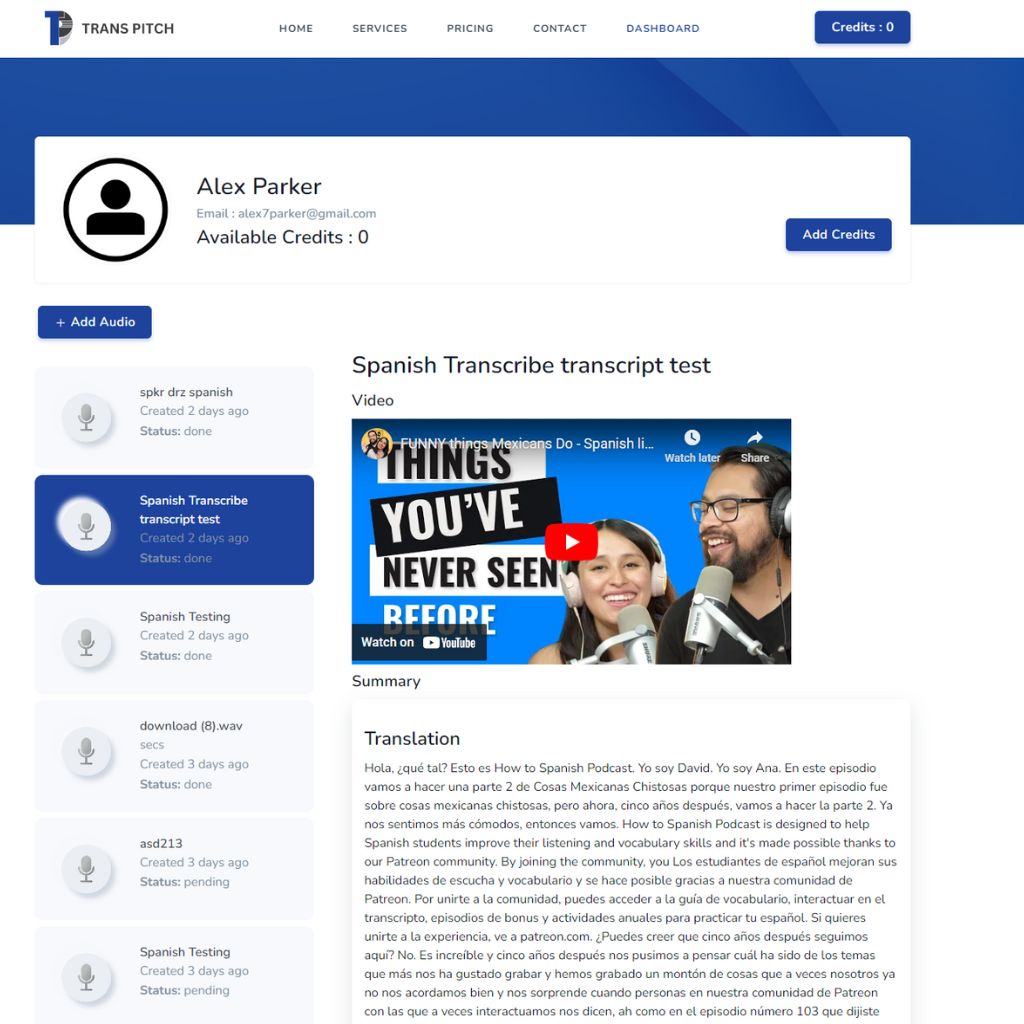 TRANS PITCH
HOME SERVICES PRICING CONTACT DASHBOARD
Credits : 0
Alex Parker
Email : alex7parker@gmail.com
Available Credits : 0
Add Credits
+ Add Audio
spkr drz spanish
Created 2 days ago
Status: done
Spanish Transcribe
transcript test
Created 2 days ago
Status: done
Spanish Testing
Created 2 days ago
Status: done
download (8).wav
secs
Created 3 days ago
Status: done
asd213
Created 3 days ago
Status: pending
Spanish Testing
Created 3 days ago
Status: pending
Spanish Transcribe transcript test
Video
FUNNY things Mexicans Do - Spanish li...
Watch later
Share
THINGS
YOU'VE
NEVER SEEN
BEFORE
Watch on YouTube
Summary
Translation
Hola, ¿qué tal? Esto es How to Spanish Podcast. Yo soy David. Yo soy Ana. En este episodio
vamos a hacer una parte 2 de Cosas Mexicanas Chistosas porque nuestro primer episodio fue
sobre cosas mexicanas chistosas, pero ahora, cinco años después, vamos a hacer la parte 2. Ya
nos sentimos más cómodos, entonces vamos. How to Spanish Podcast is designed to help
Spanish students improve their listening and vocabulary skills and it's made possible thanks to
our Patreon community. By joining the community, you Los estudiantes de español mejoran sus
habilidades de escucha y vocabulario y se hace posible gracias a nuestra comunidad de
Patreon. Por unirte a la comunidad, puedes acceder a la guía de vocabulario, interactuar en el
transcripto, episodios de bonus y actividades anuales para practicar tu español. Si quieres
unirte a la experiencia, ve a patreon.com. ¿Puedes creer que cinco años después seguimos
aquí? No. Es increíble y cinco años después nos pusimos a pensar cuál ha sido de los temas
que más nos ha gustado grabar y hemos grabado un montón de cosas que a veces nosotros ya
no nos acordamos bien y nos sorprende cuando personas en nuestra comunidad de Patreon
con las que a veces interactuamos nos dicen, ah como en el episodio número 103 que dijiste